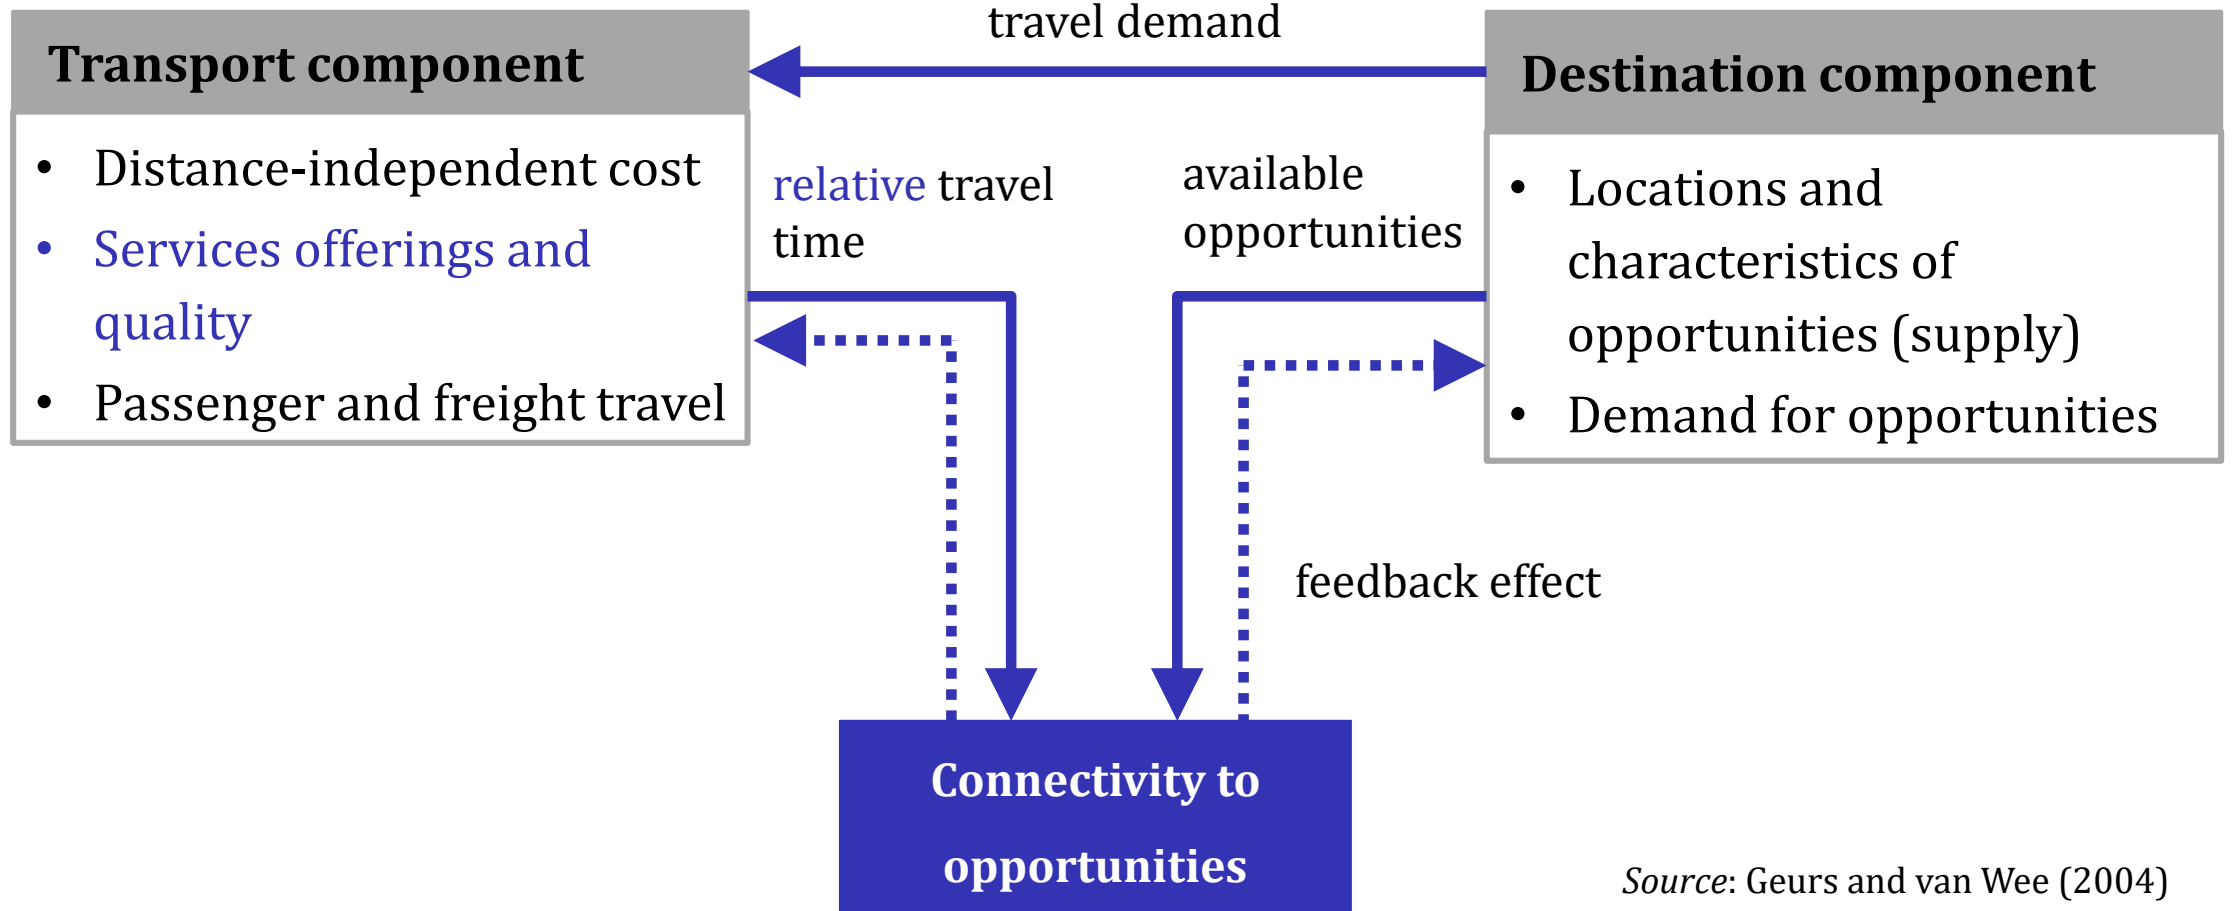 travel demand
Transport component
• Distance-independent cost
• Services offerings and
quality
• Passenger and freight travel
relative travel
time
available
opportunities
Destination component
• Locations and
characteristics of
opportunities (supply)
• Demand for opportunities
feedback effect
Connectivity to
opportunities
Source: Geurs and van Wee (2004)